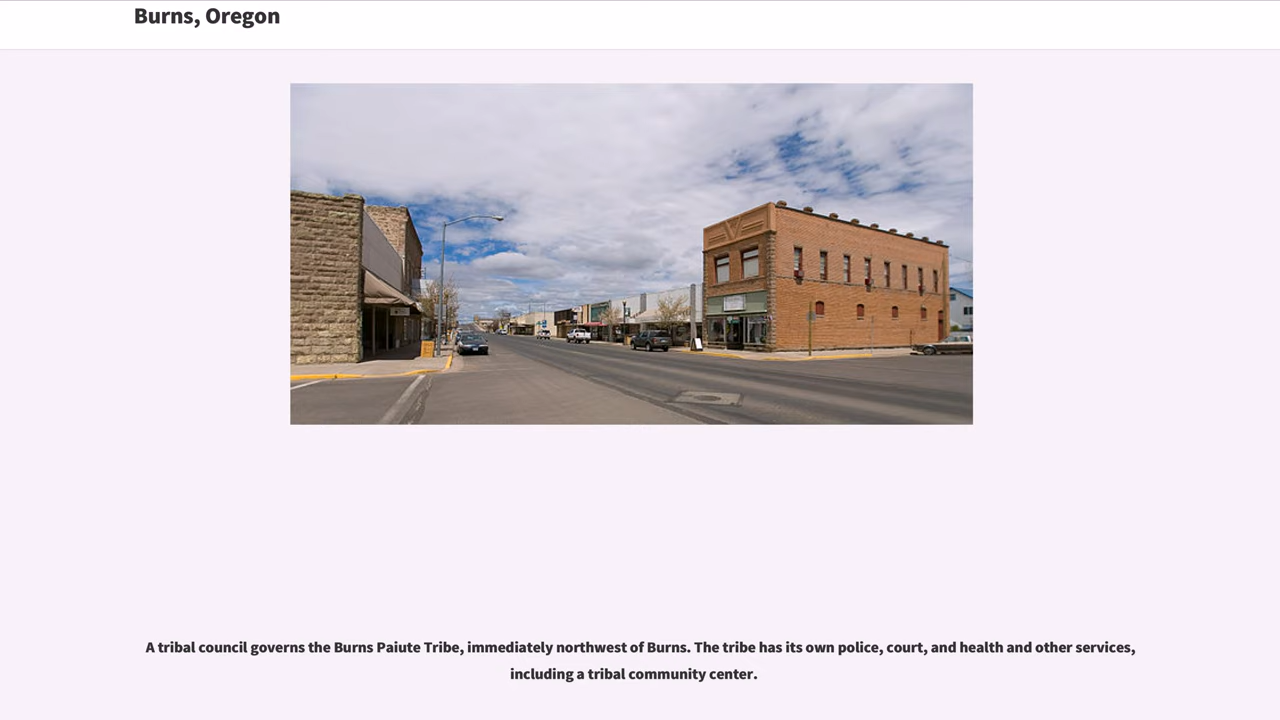 Burns, Oregon
A tribal council governs the Burns Paiute Tribe, immediately northwest of Burns. The tribe has its own police, court, and health and other services,
including a tribal community center.